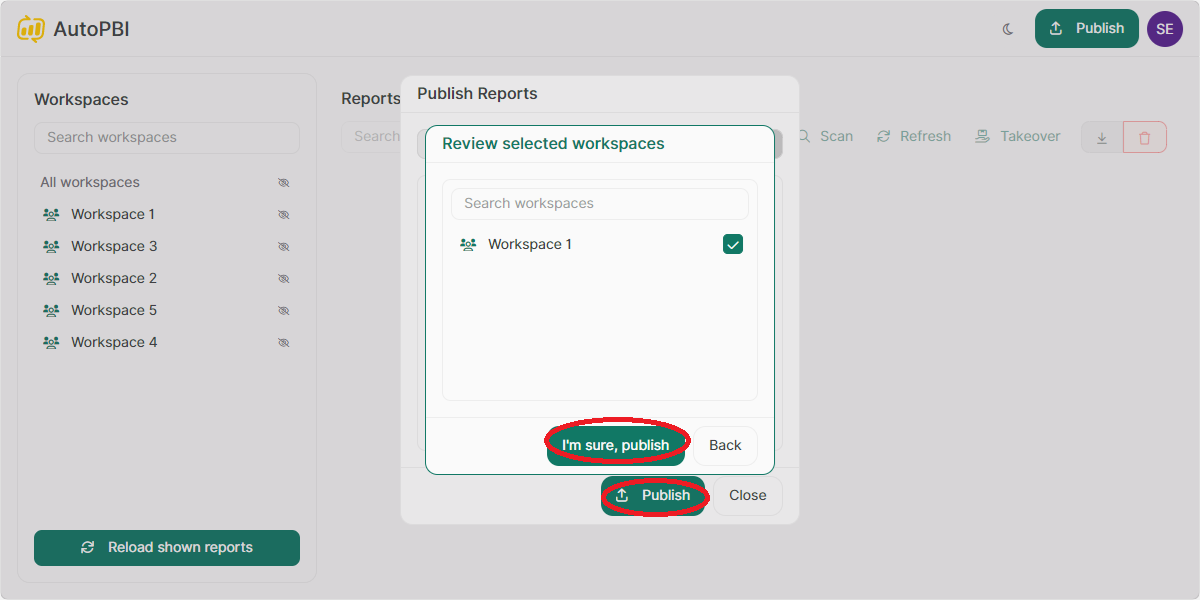 AutoPBI
Publish
SE
Workspaces
Search workspaces
All workspaces
Workspace 1
Workspace 3
Workspace 2
Workspace 5
Workspace 4
Reload shown reports
Reports
Search
Scan
Refresh
Takeover
Publish Reports
Review selected workspaces
Search workspaces
Workspace 1
I'm sure, publish
Back
Publish
Close